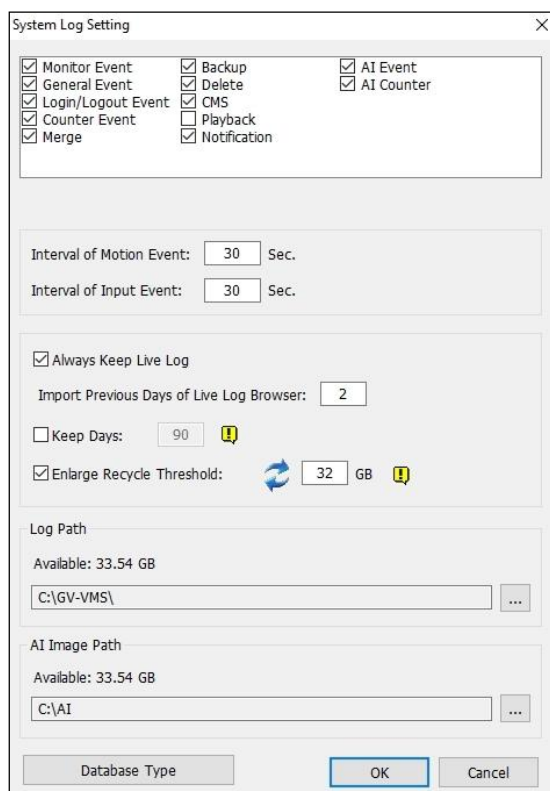 System Log Setting
Monitor Event Backup AI Event
General Event Delete AI Counter
Login/Logout Event CMS
Counter Event Playback
Merge Notification
Interval of Motion Event: 30 Sec.
Interval of Input Event: 30 Sec.
Always Keep Live Log
Import Previous Days of Live Log Browser: 2
Keep Days: 90
Enlarge Recycle Threshold: 32 GB
Log Path
Available: 33.54 GB
C:\GV-VMS\ ...
AI Image Path
Available: 33.54 GB
C:\AI ...
Database Type OK Cancel